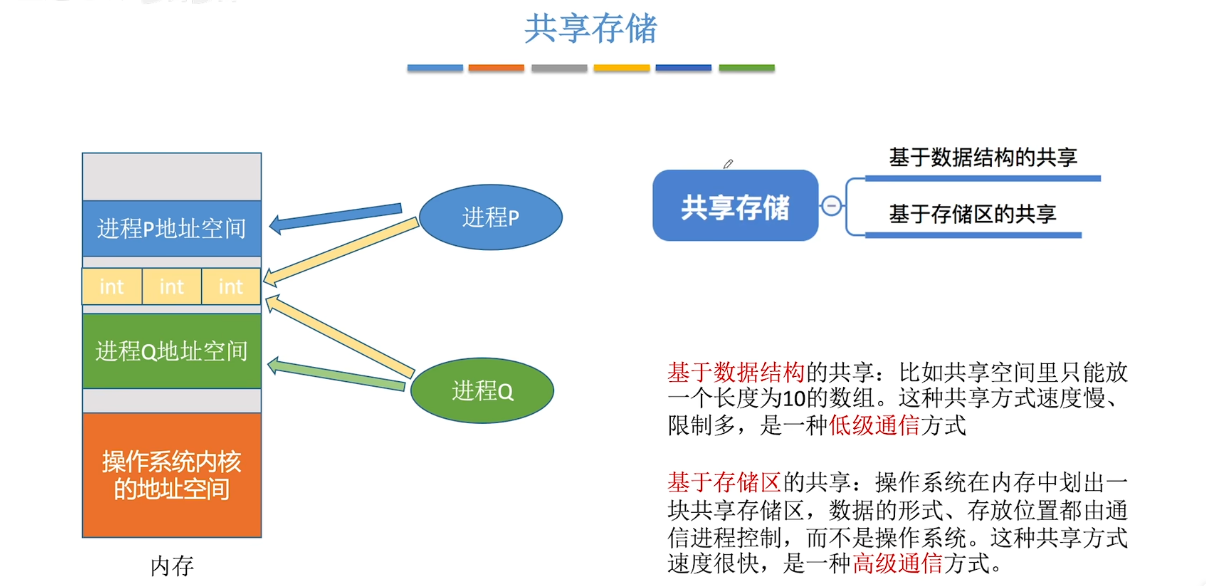 共享存储
进程P地址空间
int int int
进程Q地址空间
操作系统内核
的地址空间
内存
进程P
进程Q
共享存储
基于数据结构的共享
基于存储区的共享
基于数据结构的共享：比如共享空间里只能放
一个长度为10的数组。这种共享方式速度慢、
限制多，是一种低级通信方式
基于存储区的共享：操作系统在内存中划出一
块共享存储区，数据的形式、存放位置都由通
信进程控制，而不是操作系统。这种共享方式
速度很快，是一种高级通信方式。